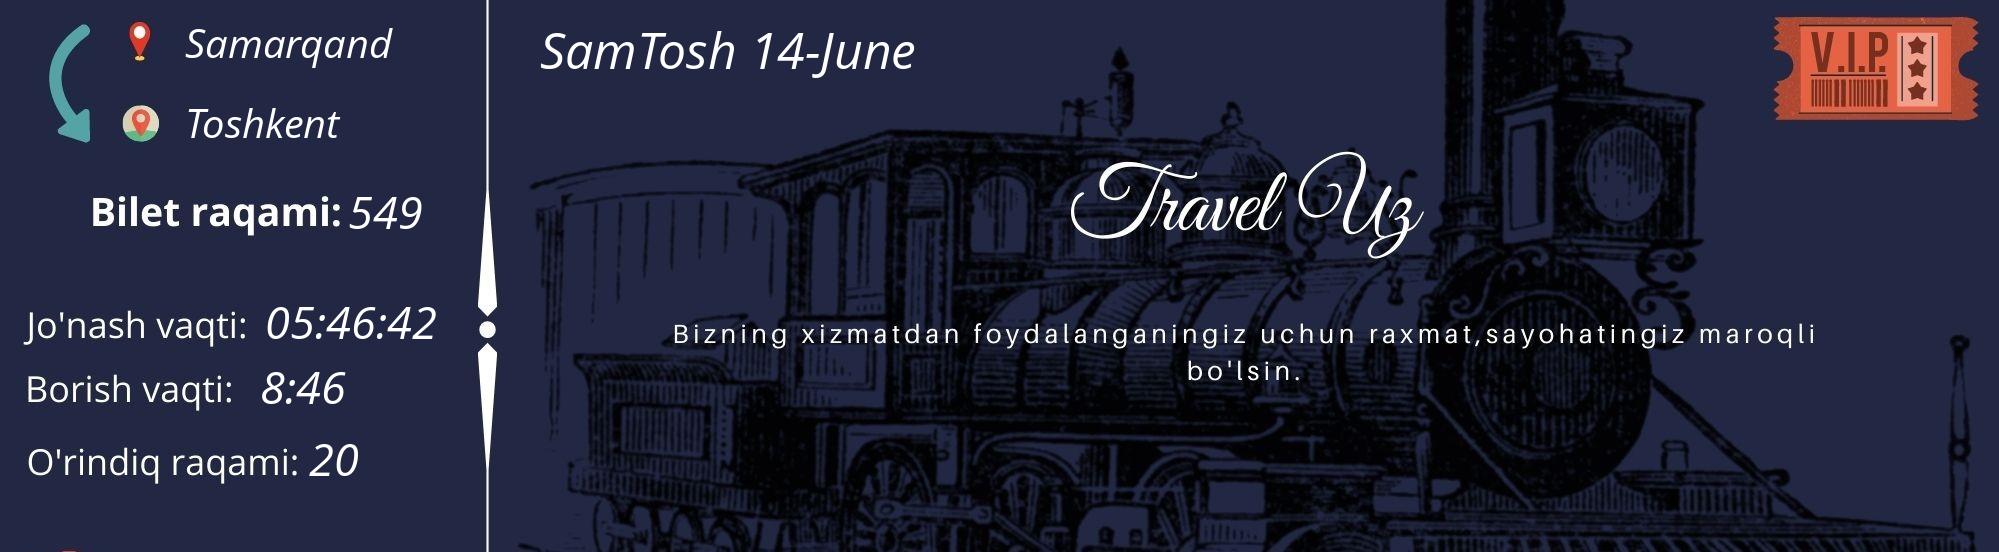 Samarqand
Toshkent
Bilet raqami: 549
Jo'nash vaqti: 05:46:42
Borish vaqti: 8:46
O'rindiq raqami: 20
SamTosh 14-June
V.I.P.
Travel Uz
Bizning xizmatdan foydalanganingiz uchun raxmat,sayohatingiz maroqli
bo'lsin.